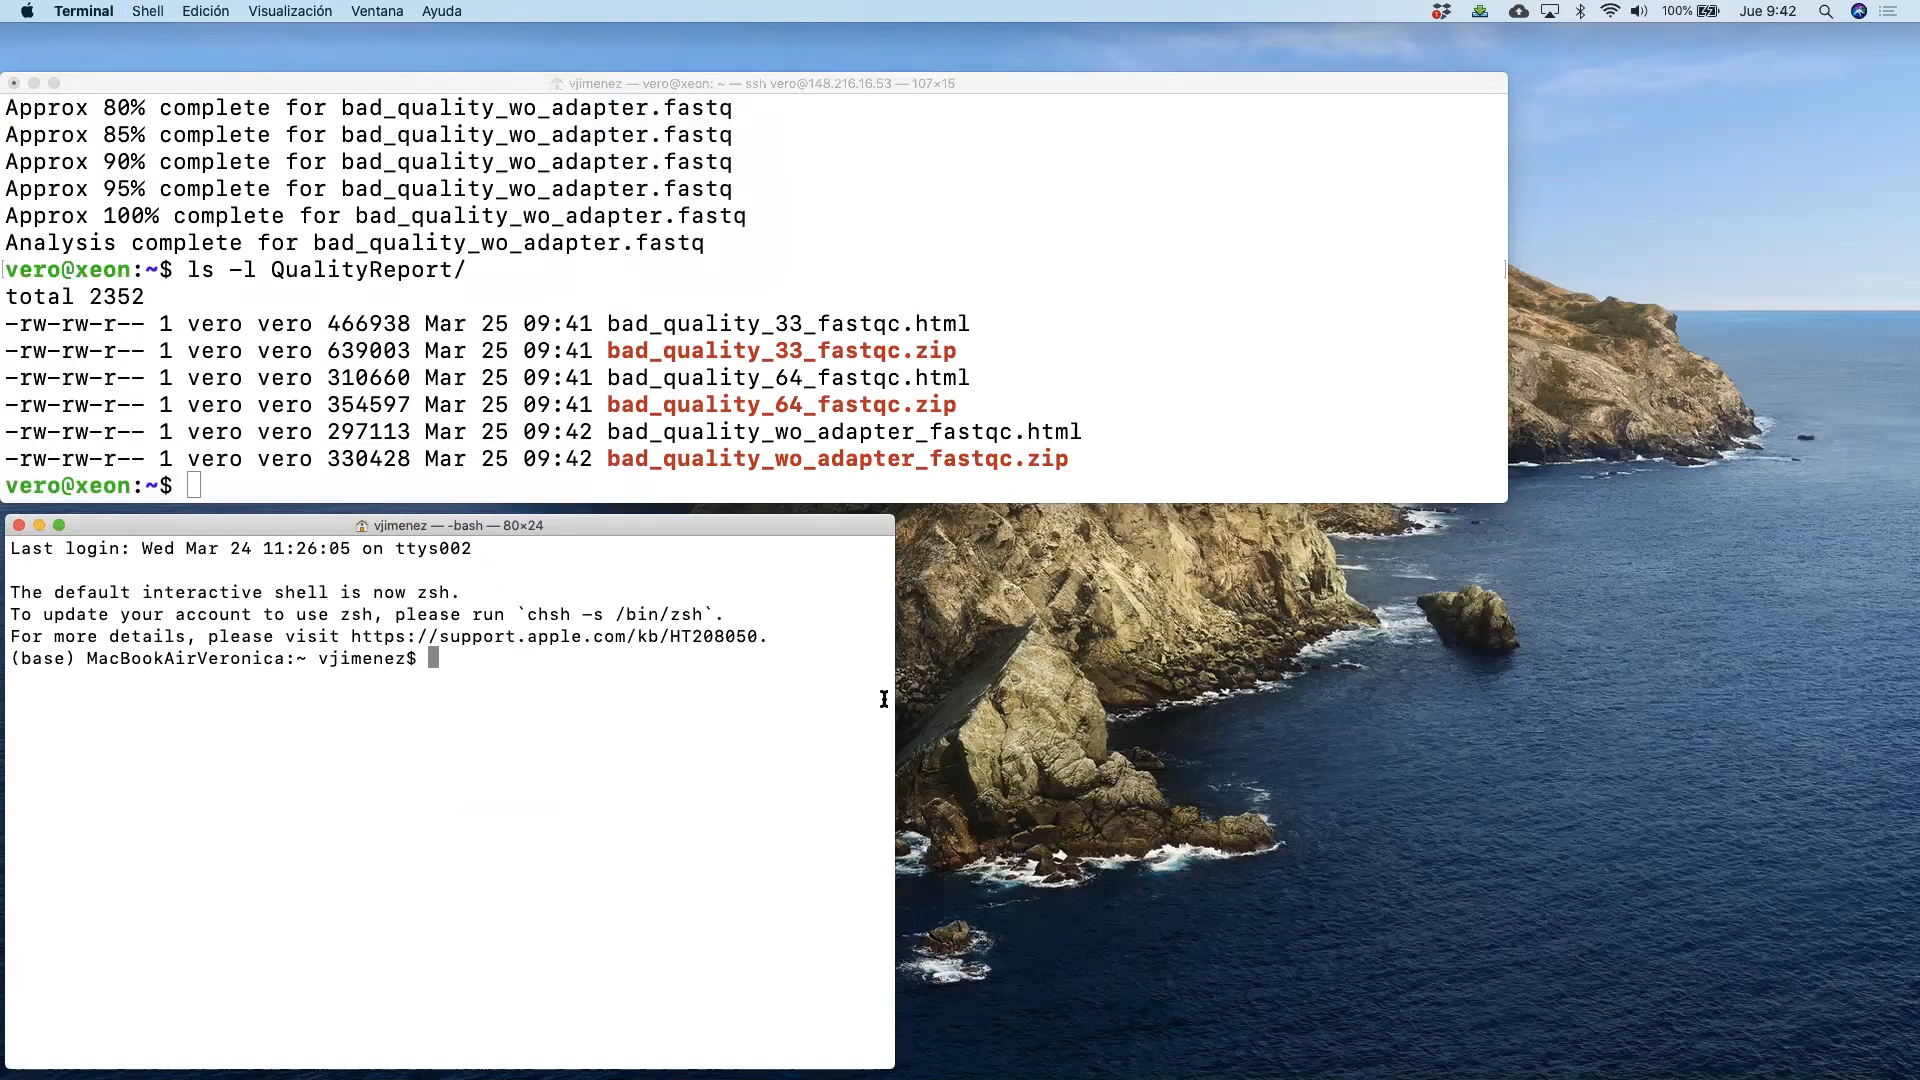 Terminal Shell Edición Visualización Ventana Ayuda 100% Jue 9:42
vjimenez — vero@xeon: ~ — ssh vero@148.216.16.53 — 107×15
Approx 80% complete for bad_quality_wo_adapter.fastq
Approx 85% complete for bad_quality_wo_adapter.fastq
Approx 90% complete for bad_quality_wo_adapter.fastq
Approx 95% complete for bad_quality_wo_adapter.fastq
Approx 100% complete for bad_quality_wo_adapter.fastq
Analysis complete for bad_quality_wo_adapter.fastq
vero@xeon:~$ ls -l QualityReport/
total 2352
-rw-rw-r-- 1 vero vero 466938 Mar 25 09:41 bad_quality_33_fastqc.html
-rw-rw-r-- 1 vero vero 639003 Mar 25 09:41 bad_quality_33_fastqc.zip
-rw-rw-r-- 1 vero vero 310660 Mar 25 09:41 bad_quality_64_fastqc.html
-rw-rw-r-- 1 vero vero 354597 Mar 25 09:41 bad_quality_64_fastqc.zip
-rw-rw-r-- 1 vero vero 297113 Mar 25 09:42 bad_quality_wo_adapter_fastqc.html
-rw-rw-r-- 1 vero vero 330428 Mar 25 09:42 bad_quality_wo_adapter_fastqc.zip
vero@xeon:~$
vjimenez — -bash — 80×24
Last login: Wed Mar 24 11:26:05 on ttys002
The default interactive shell is now zsh.
To update your account to use zsh, please run `chsh -s /bin/zsh`.
For more details, please visit https://support.apple.com/kb/HT208050.
(base) MacBookAirVeronica:~ vjimenez$